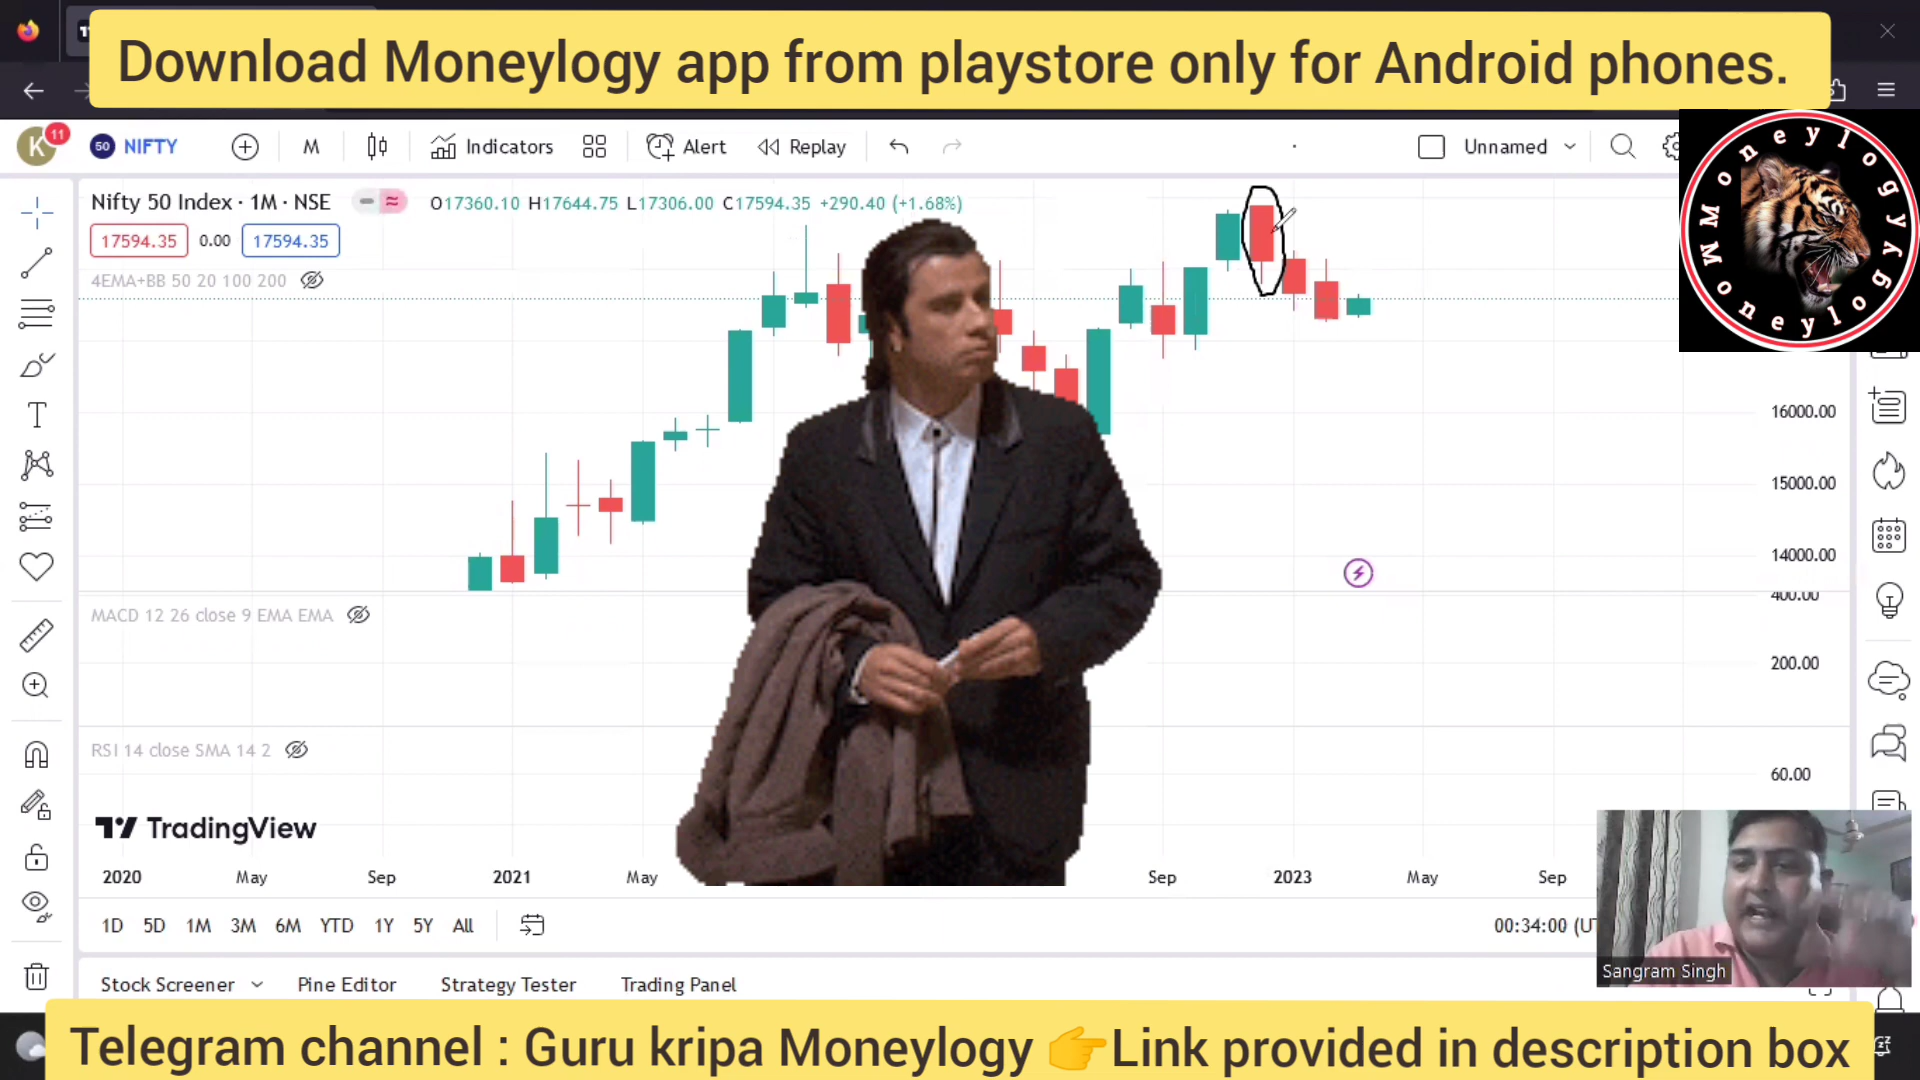 Download Moneylogy app from playstore only for Android phones.
K 11 50 NIFTY M Indicators Alert Replay Unnamed
Moneylogyy
Moneylogyy
Nifty 50 Index · 1M · NSE O17360.10 H17644.75 L17306.00 C17594.35 +290.40 (+1.68%)
17594.35 0.00 17594.35
4EMA+BB 50 20 100 200
16000.00
15000.00
14000.00
400.00
MACD 12 26 close 9 EMA EMA
200.00
RSI 14 close SMA 14 2
60.00
TradingView
2020 May Sep 2021 May Sep 2023 May Sep
1D 5D 1M 3M 6M YTD 1Y 5Y All 00:34:00
Sangram Singh
Stock Screener Pine Editor Strategy Tester Trading Panel
Telegram channel : Guru kripa Moneylogy 👉Link provided in description box